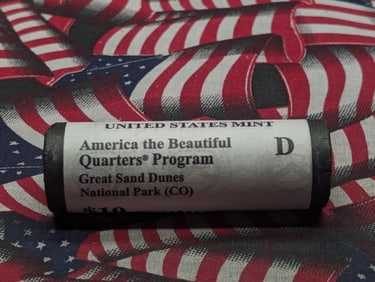 UNITED STATES MINT
America the Beautiful
Quarters® Program
D
Great Sand Dunes
National Park (CO)
$10